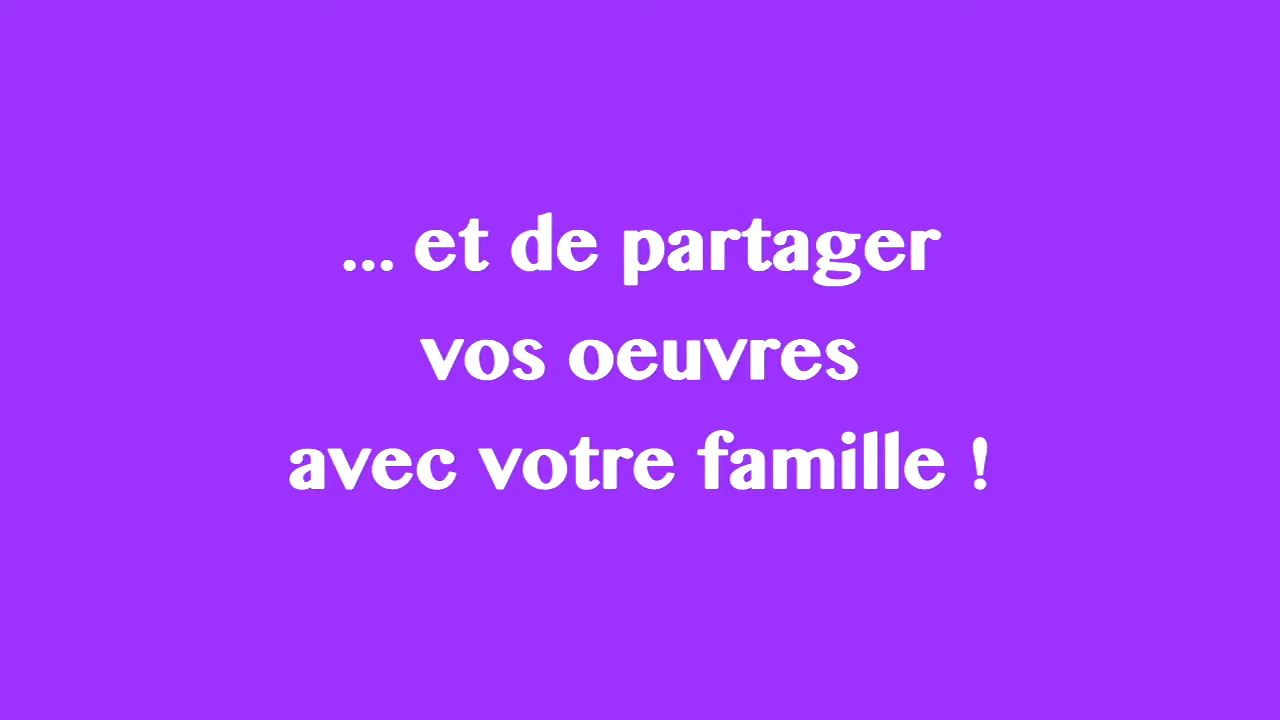 ... et de partager
vos oeuvres
avec votre famille !